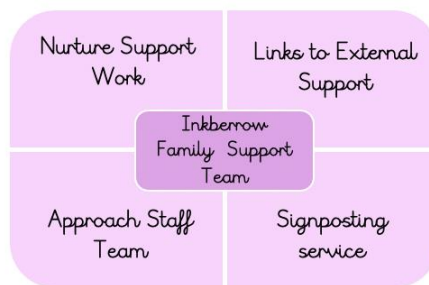 Nurture Support
Work
Links to External
Support
Inkberrow
Family Support
Team
Approach Staff
Team
Signposting
service